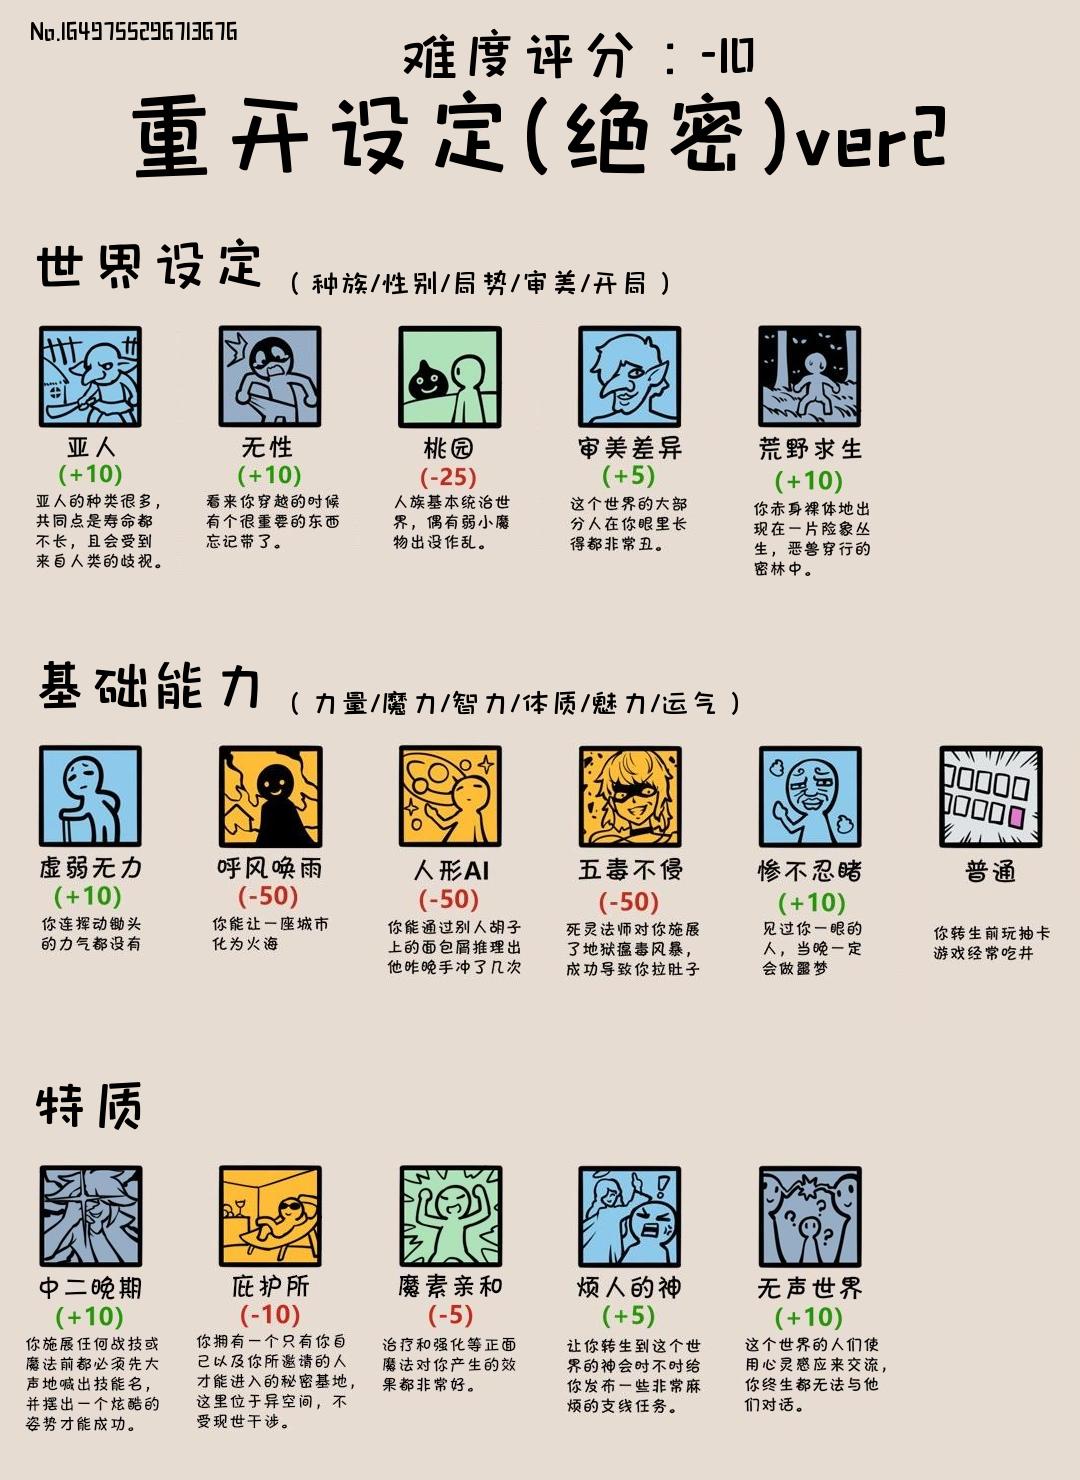 No.1649755296713676
难度评分：-10
重开设定(绝密)ver2
世界设定 (种族/性别/局势/审美/开局)
亚人
(+10)
亚人的种类很多，
共同点是寿命都
不长，且会受到
来自人类的歧视。
无性
(+10)
看来你穿越的时候
有个很重要的东西
忘记带了。
桃园
(-25)
人族基本统治世
界，偶有弱小魔
物出没作乱。
审美差异
(+5)
这个世界的大部
分人在你眼里长
得都非常丑。
荒野求生
(+10)
你赤身裸体地出
现在一片险象丛
生，恶兽穿行的
密林中。
基础能力 (力量/魔力/智力/体质/魅力/运气)
虚弱无力
(+10)
你连挥动锄头
的力气都没有
呼风唤雨
(-50)
你能让一座城市
化为火海
人形AI
(-50)
你能通过别人胡子
上的面包屑推理出
他昨晚手冲了几次
五毒不侵
(-50)
死灵法师对你施展
了地狱瘟毒风暴，
成功导致你拉肚子
惨不忍睹
(+10)
见过你一眼的
人，当晚一定
会做噩梦
普通
你转生前玩抽卡
游戏经常吃井
特质
中二晚期
(+10)
你施展任何战技或
魔法前都必须先大
声地喊出技能名，
并摆出一个炫酷的
姿势才能成功。
庇护所
(-10)
你拥有一个只有你自
己以及你所邀请的人
才能进入的秘密基地，
这里位于异空间，不
受现世干涉。
魔素亲和
(-5)
治疗和强化等正面
魔法对你产生的效
果都非常好。
烦人的神
(+5)
让你转生到这个世
界的神会时不时给
你发布一些非常麻
烦的支线任务。
无声世界
(+10)
这个世界的人们使
用心灵感应来交流，
你终生都无法与他
们对话。